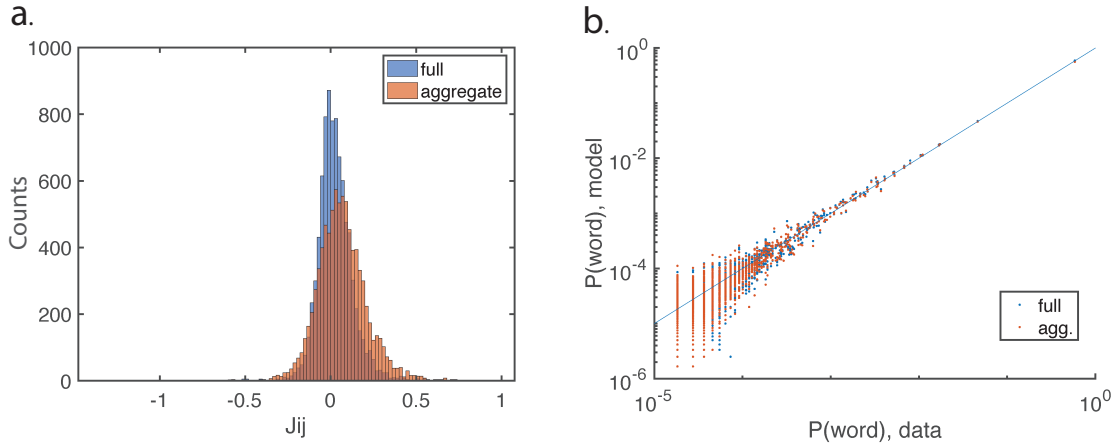 a.
1000
800
600
400
200
0
Counts
-1
-0.5
0
0.5
1
Jij
full
aggregate
b.
10^0
10^-2
10^-4
10^-6
P(word), model
10^-5
10^0
P(word), data
full
agg.